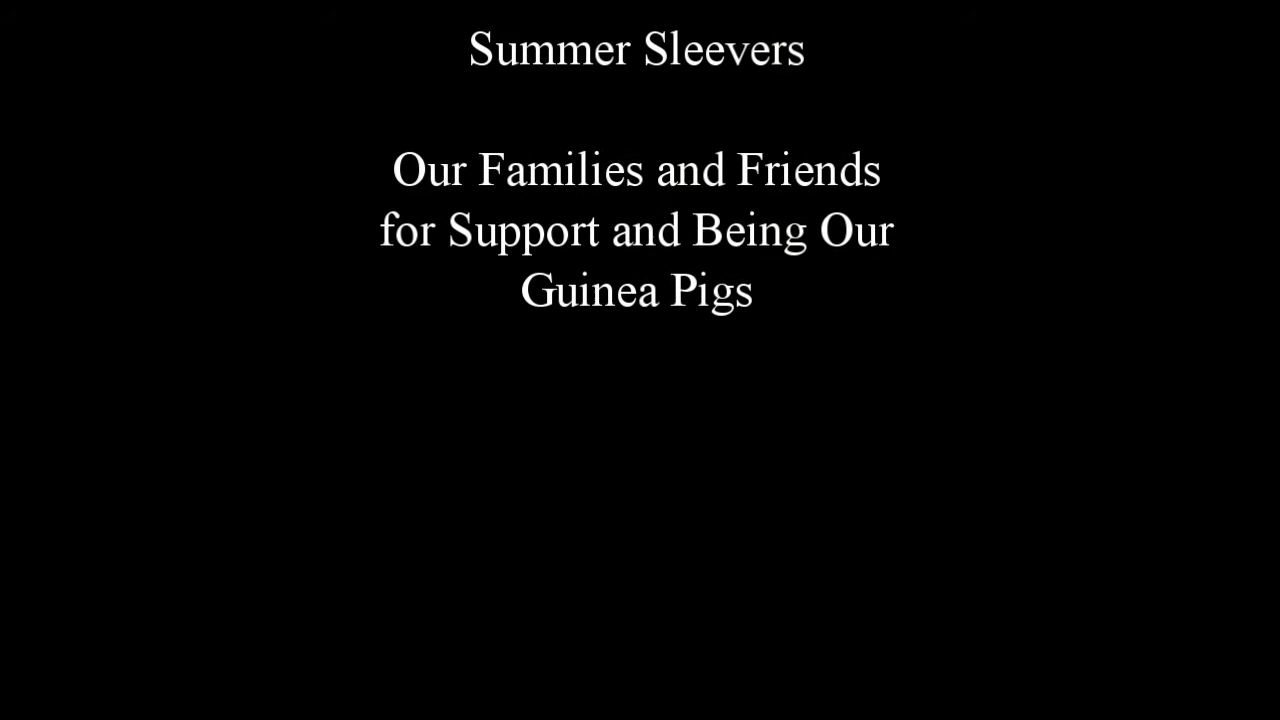 Summer Sleevers
Our Families and Friends
for Support and Being Our
Guinea Pigs